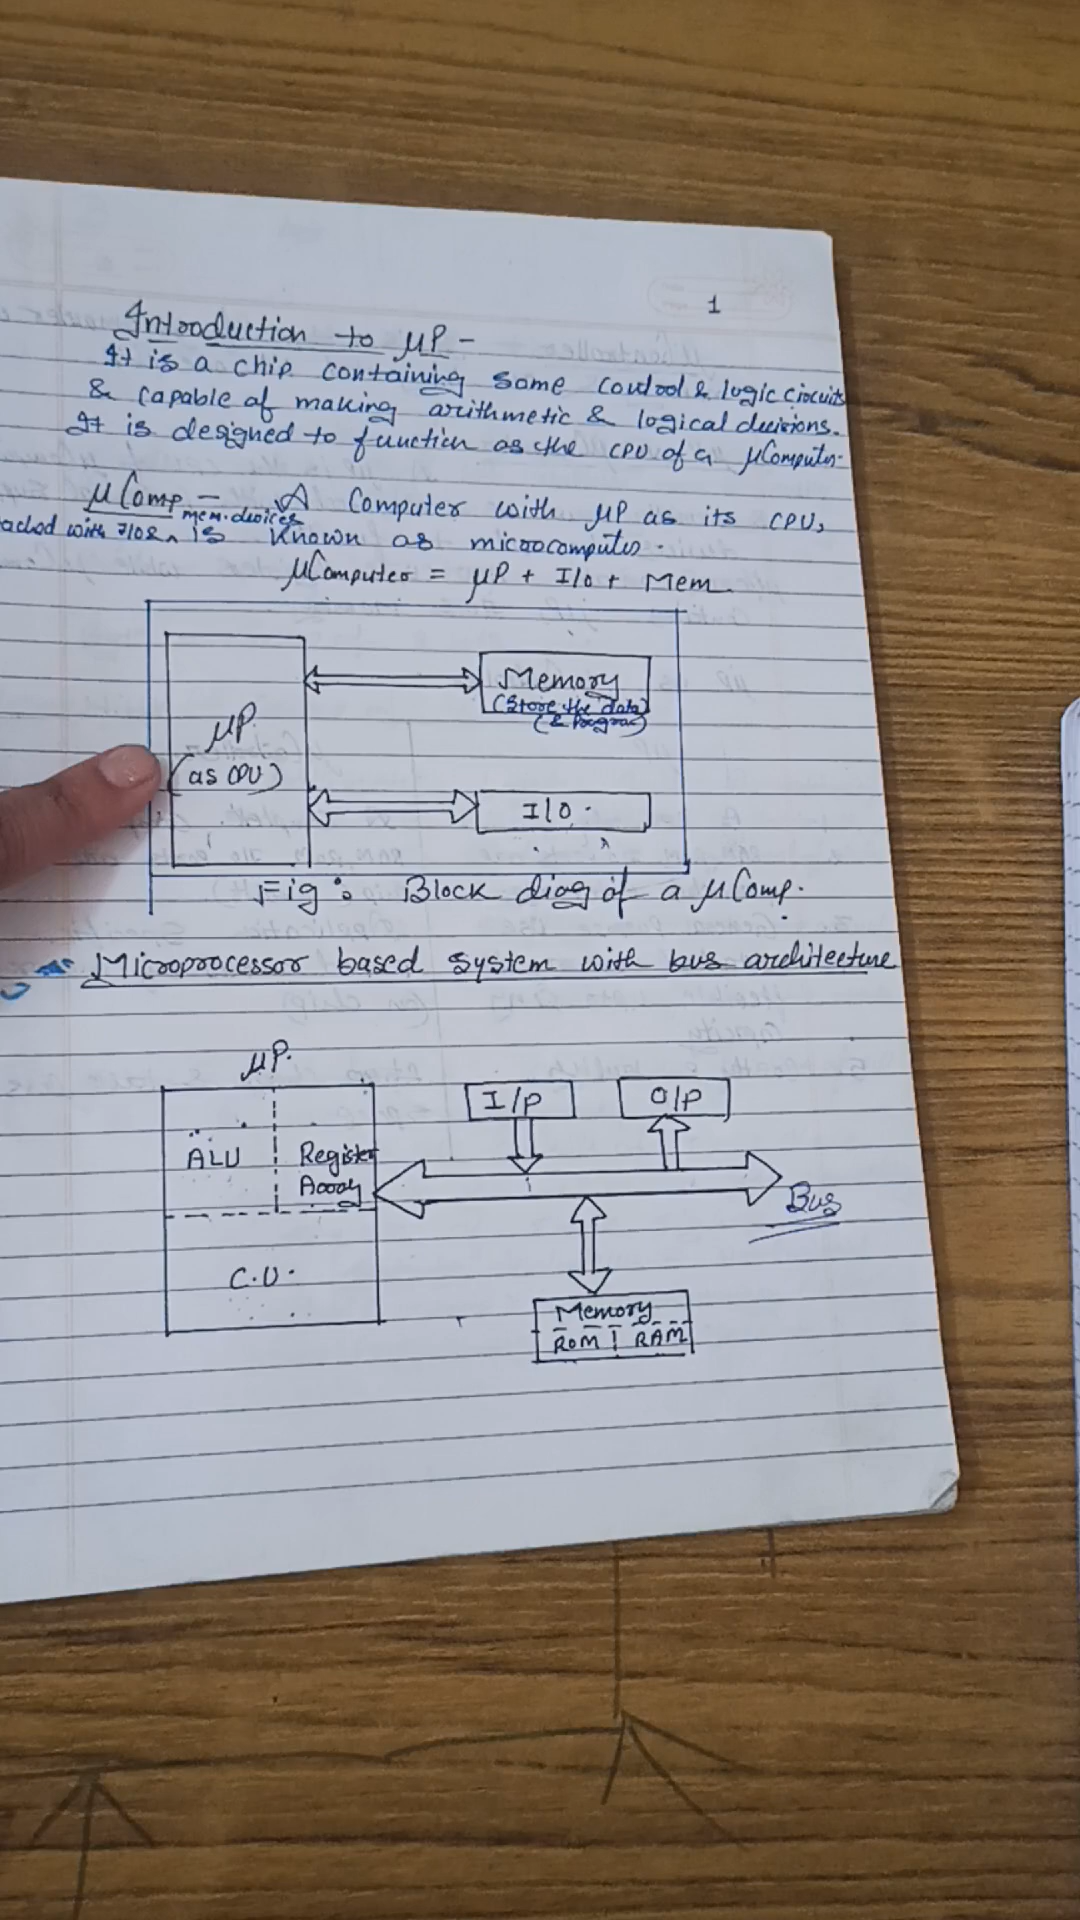 1
Introduction to μP -
It is a chip containing some control & logic circuits
& capable of making arithmetic & logical decisions.
It is designed to function as the CPU of a μComputer.
μComp - A Computer with μP as its CPU,
mem. devices
with I/Os is known as microcomputer.
μComputer = μP + I/O + Mem.
Memory
(Store the data)
(& Program)
μP
(as CPU)
I/O
Fig: Block diag of a μComp.
Microprocessor based system with bus architecture
μP.
I/P
O/P
ALU
Register
Array
Bus
C.U.
Memory
ROM | RAM